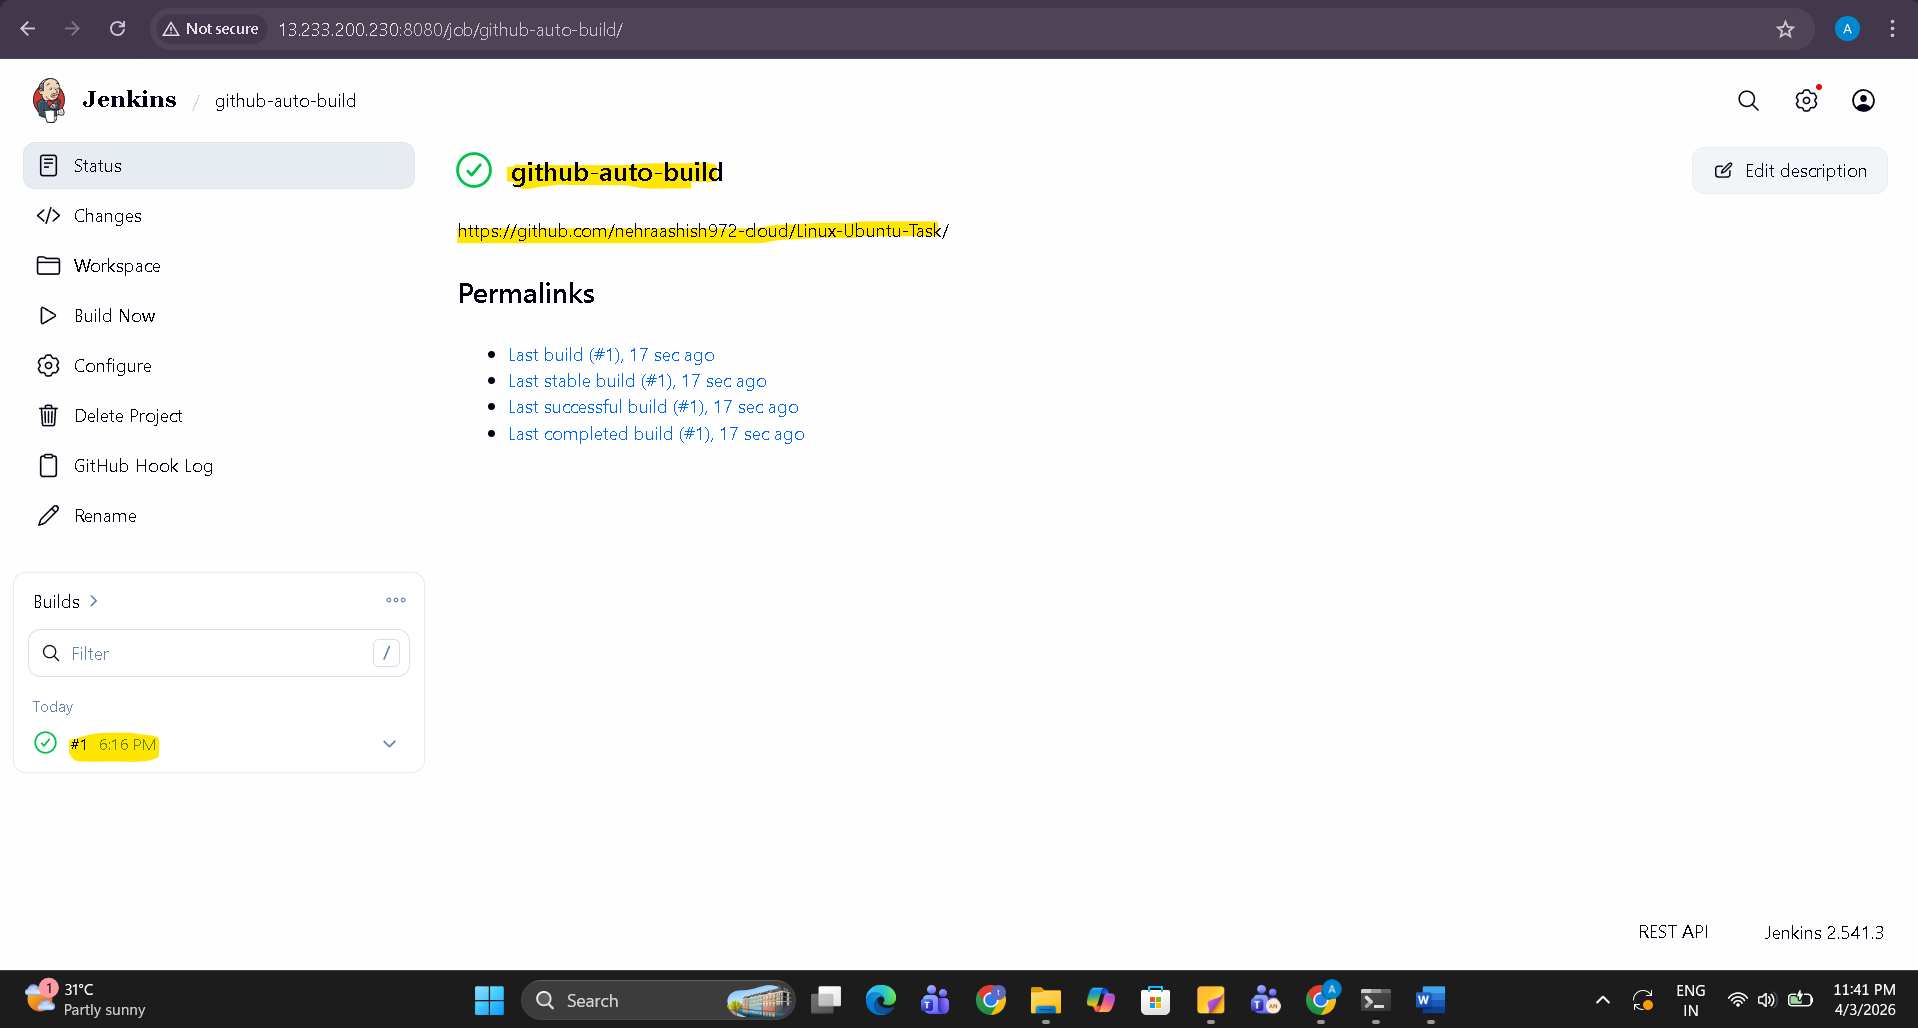 Not secure 13.233.200.230:8080/job/github-auto-build/
A
Jenkins / github-auto-build
Status
Changes
Workspace
Build Now
Configure
Delete Project
GitHub Hook Log
Rename
Builds
Filter /
Today
#1 6:16 PM
github-auto-build
Edit description
https://github.com/nehraashish972-cloud/Linux-Ubuntu-Task/
Permalinks
Last build (#1), 17 sec ago
Last stable build (#1), 17 sec ago
Last successful build (#1), 17 sec ago
Last completed build (#1), 17 sec ago
REST API Jenkins 2.541.3
1
31°C
Partly sunny
Search
ENG
IN
11:41 PM
4/3/2026